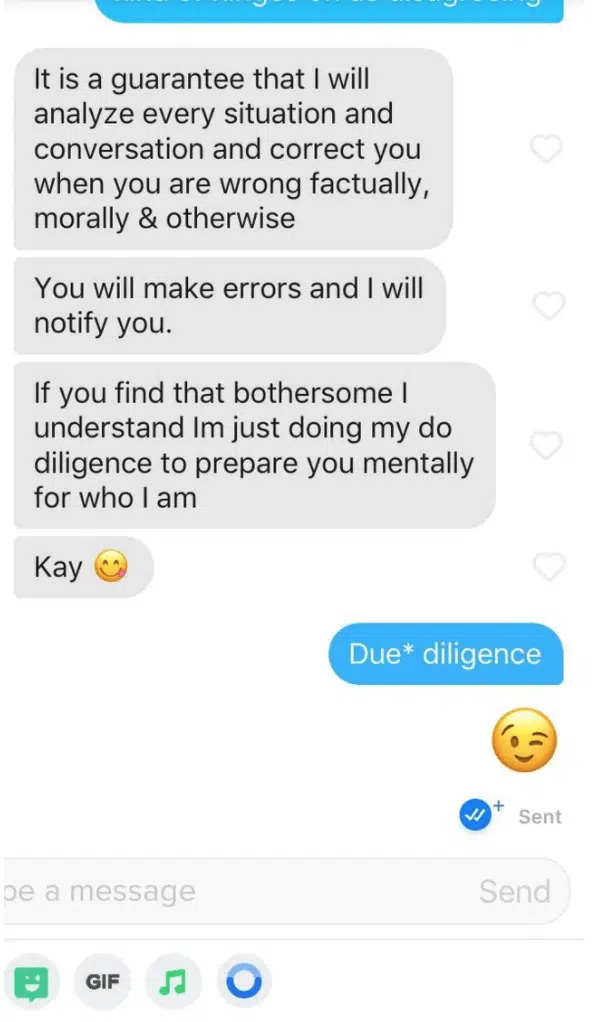 It is a guarantee that I will
analyze every situation and
conversation and correct you
when you are wrong factually,
morally & otherwise
You will make errors and I will
notify you.
If you find that bothersome I
understand Im just doing my do
diligence to prepare you mentally
for who I am
Kay 😋
Due* diligence
😉
Sent
be a message
Send
GIF